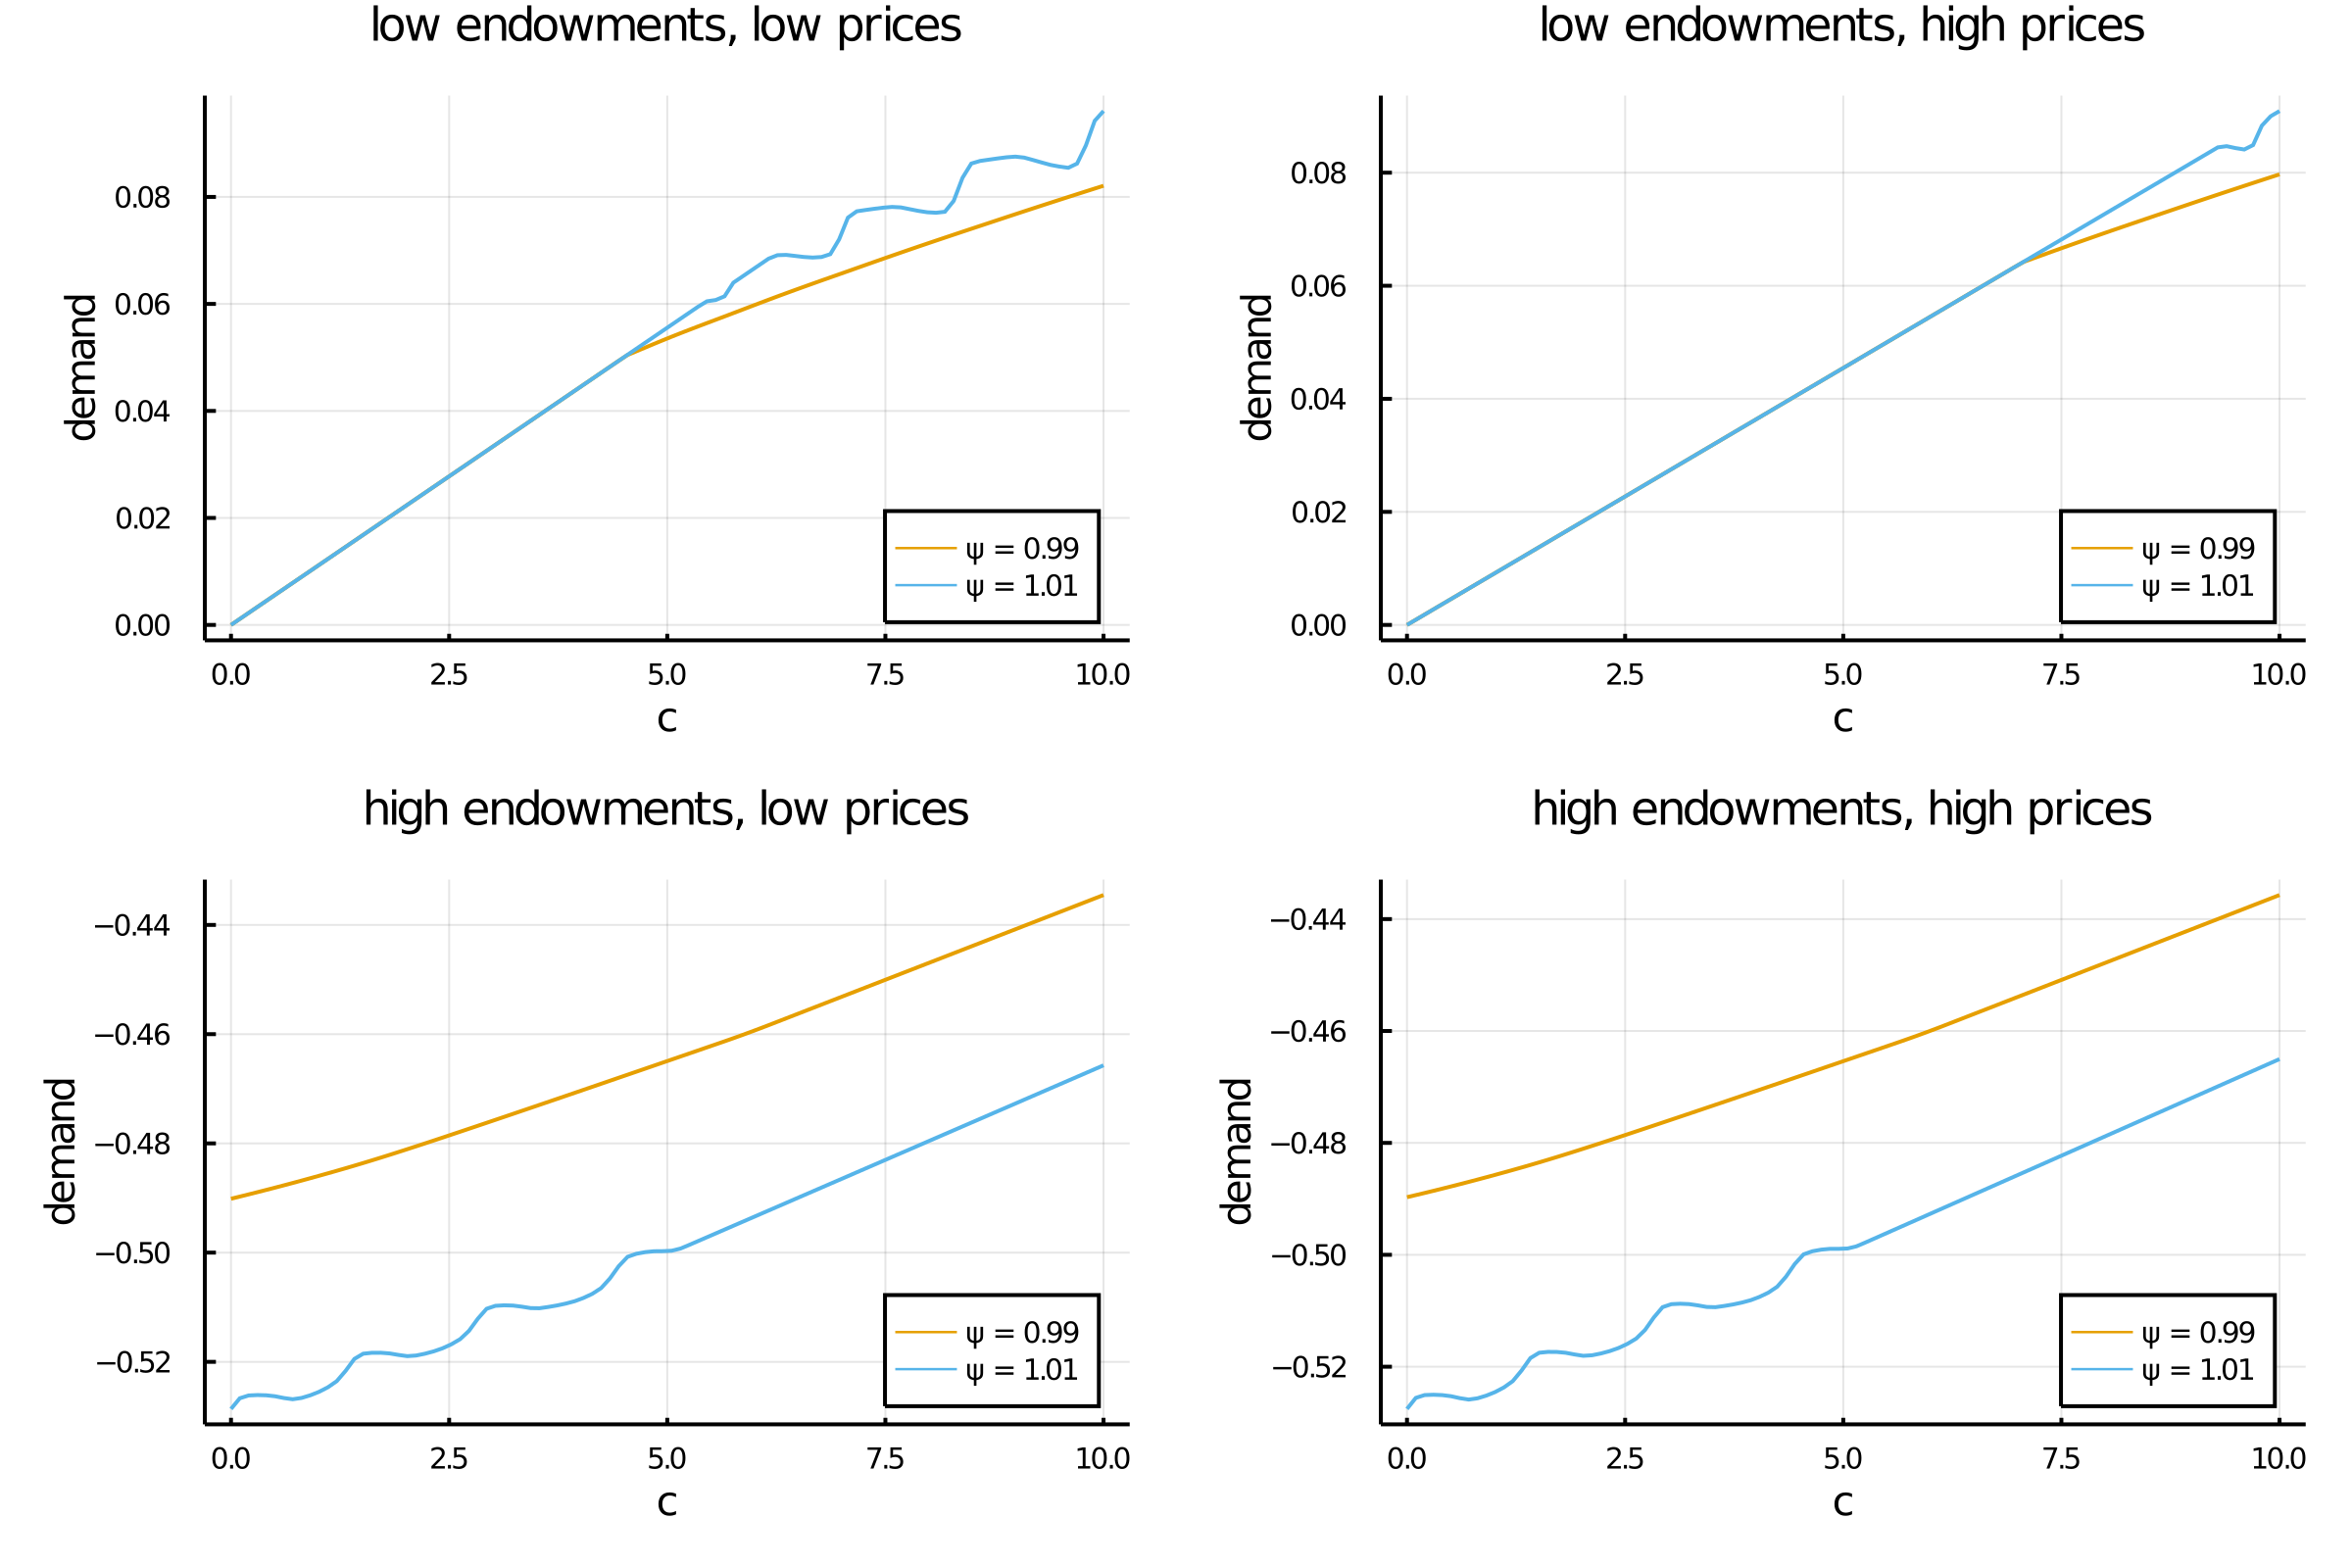 low endowments, low prices
demand
0.08
0.06
0.04
0.02
0.00
0.0 2.5 5.0 7.5 10.0
c
ψ = 0.99
ψ = 1.01
low endowments, high prices
demand
0.08
0.06
0.04
0.02
0.00
0.0 2.5 5.0 7.5 10.0
c
ψ = 0.99
ψ = 1.01
high endowments, low prices
demand
−0.44
−0.46
−0.48
−0.50
−0.52
0.0 2.5 5.0 7.5 10.0
c
ψ = 0.99
ψ = 1.01
high endowments, high prices
demand
−0.44
−0.46
−0.48
−0.50
−0.52
0.0 2.5 5.0 7.5 10.0
c
ψ = 0.99
ψ = 1.01